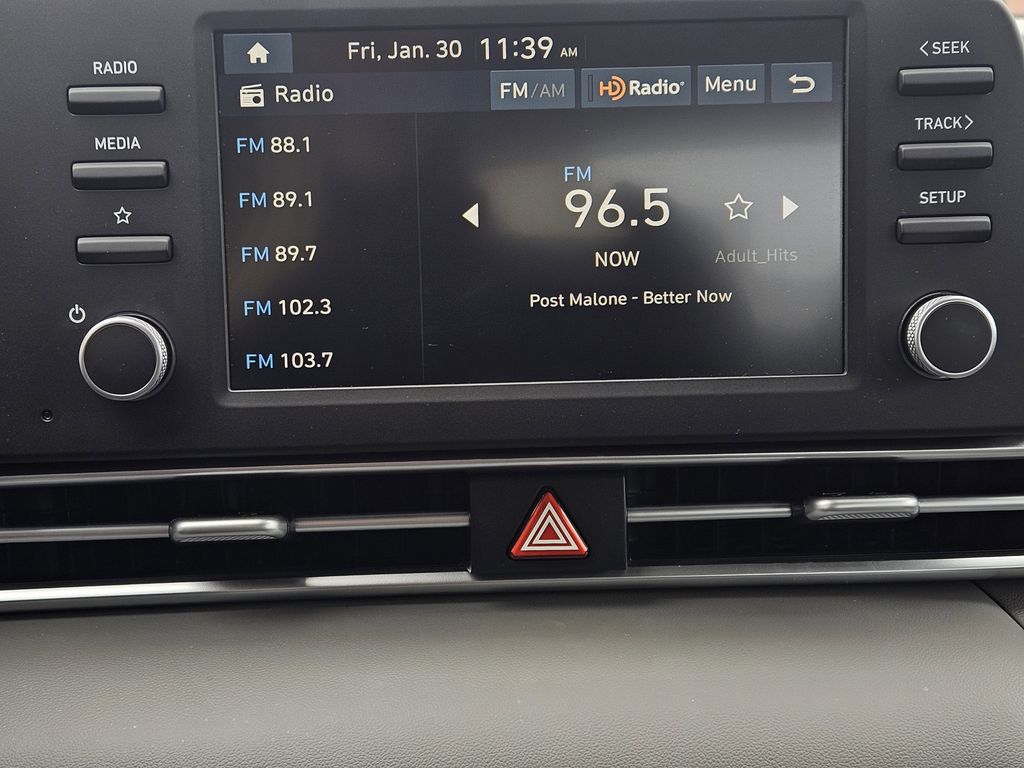 RADIO
MEDIA
Fri, Jan. 30 11:39 AM
Radio
FM/AM
HD Radio®
Menu
FM 88.1
FM 89.1
FM 89.7
FM 102.3
FM 103.7
FM
96.5
NOW
Adult_Hits
Post Malone - Better Now
<SEEK
TRACK>
SETUP